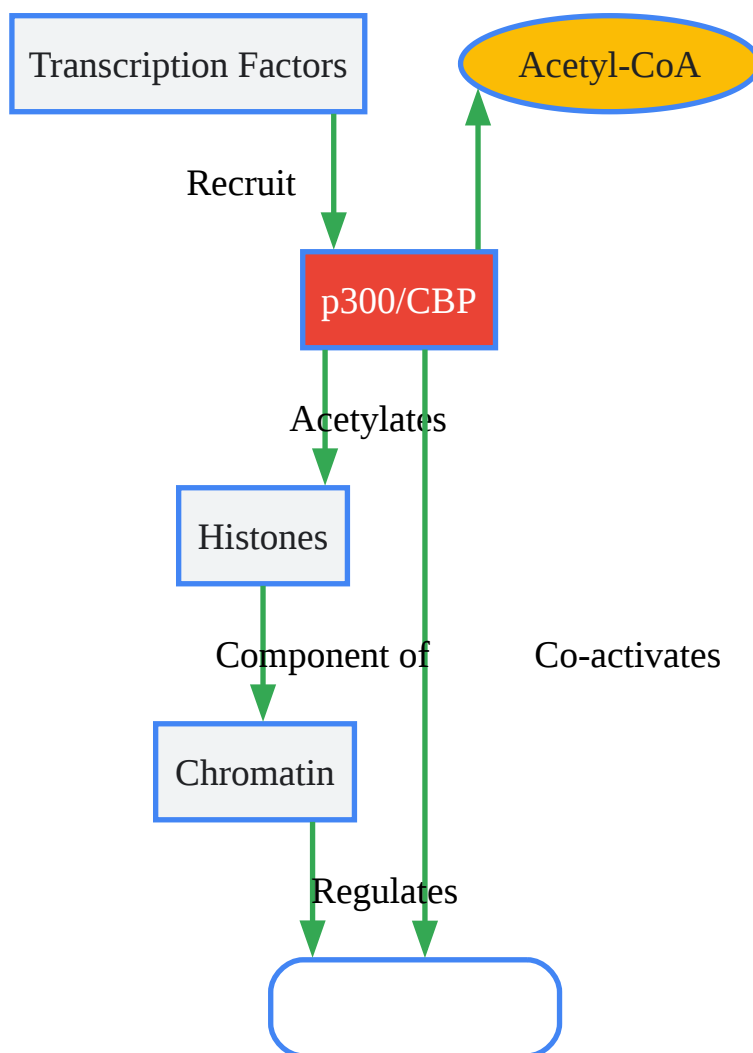 Transcription Factors
Acetyl-CoA
Recruit
p300/CBP
Acetylates
Histones
Component of
Co-activates
Chromatin
Regulates